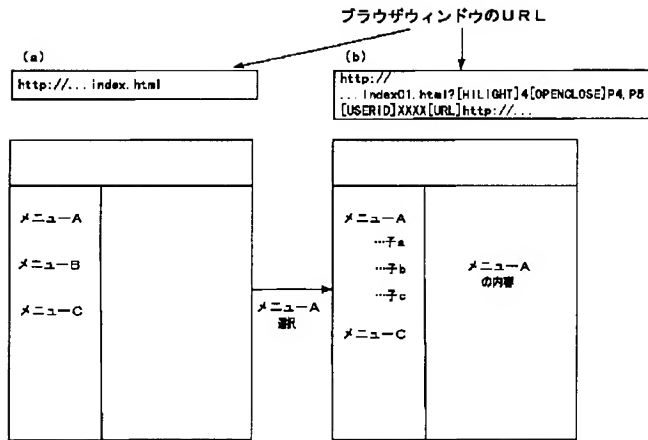 ブラウザウィンドウのURL
(a)
http://...index.html
(b)
http://
...index01.html?[HILIGHT]4[OPENCLOSE]P4,P8
[USERID]XXXX[URL]http://...
メニューA
メニューB
メニューC
メニューA
選択
メニューA
…子a
…子b
…子c
メニューC
メニューA
の内容